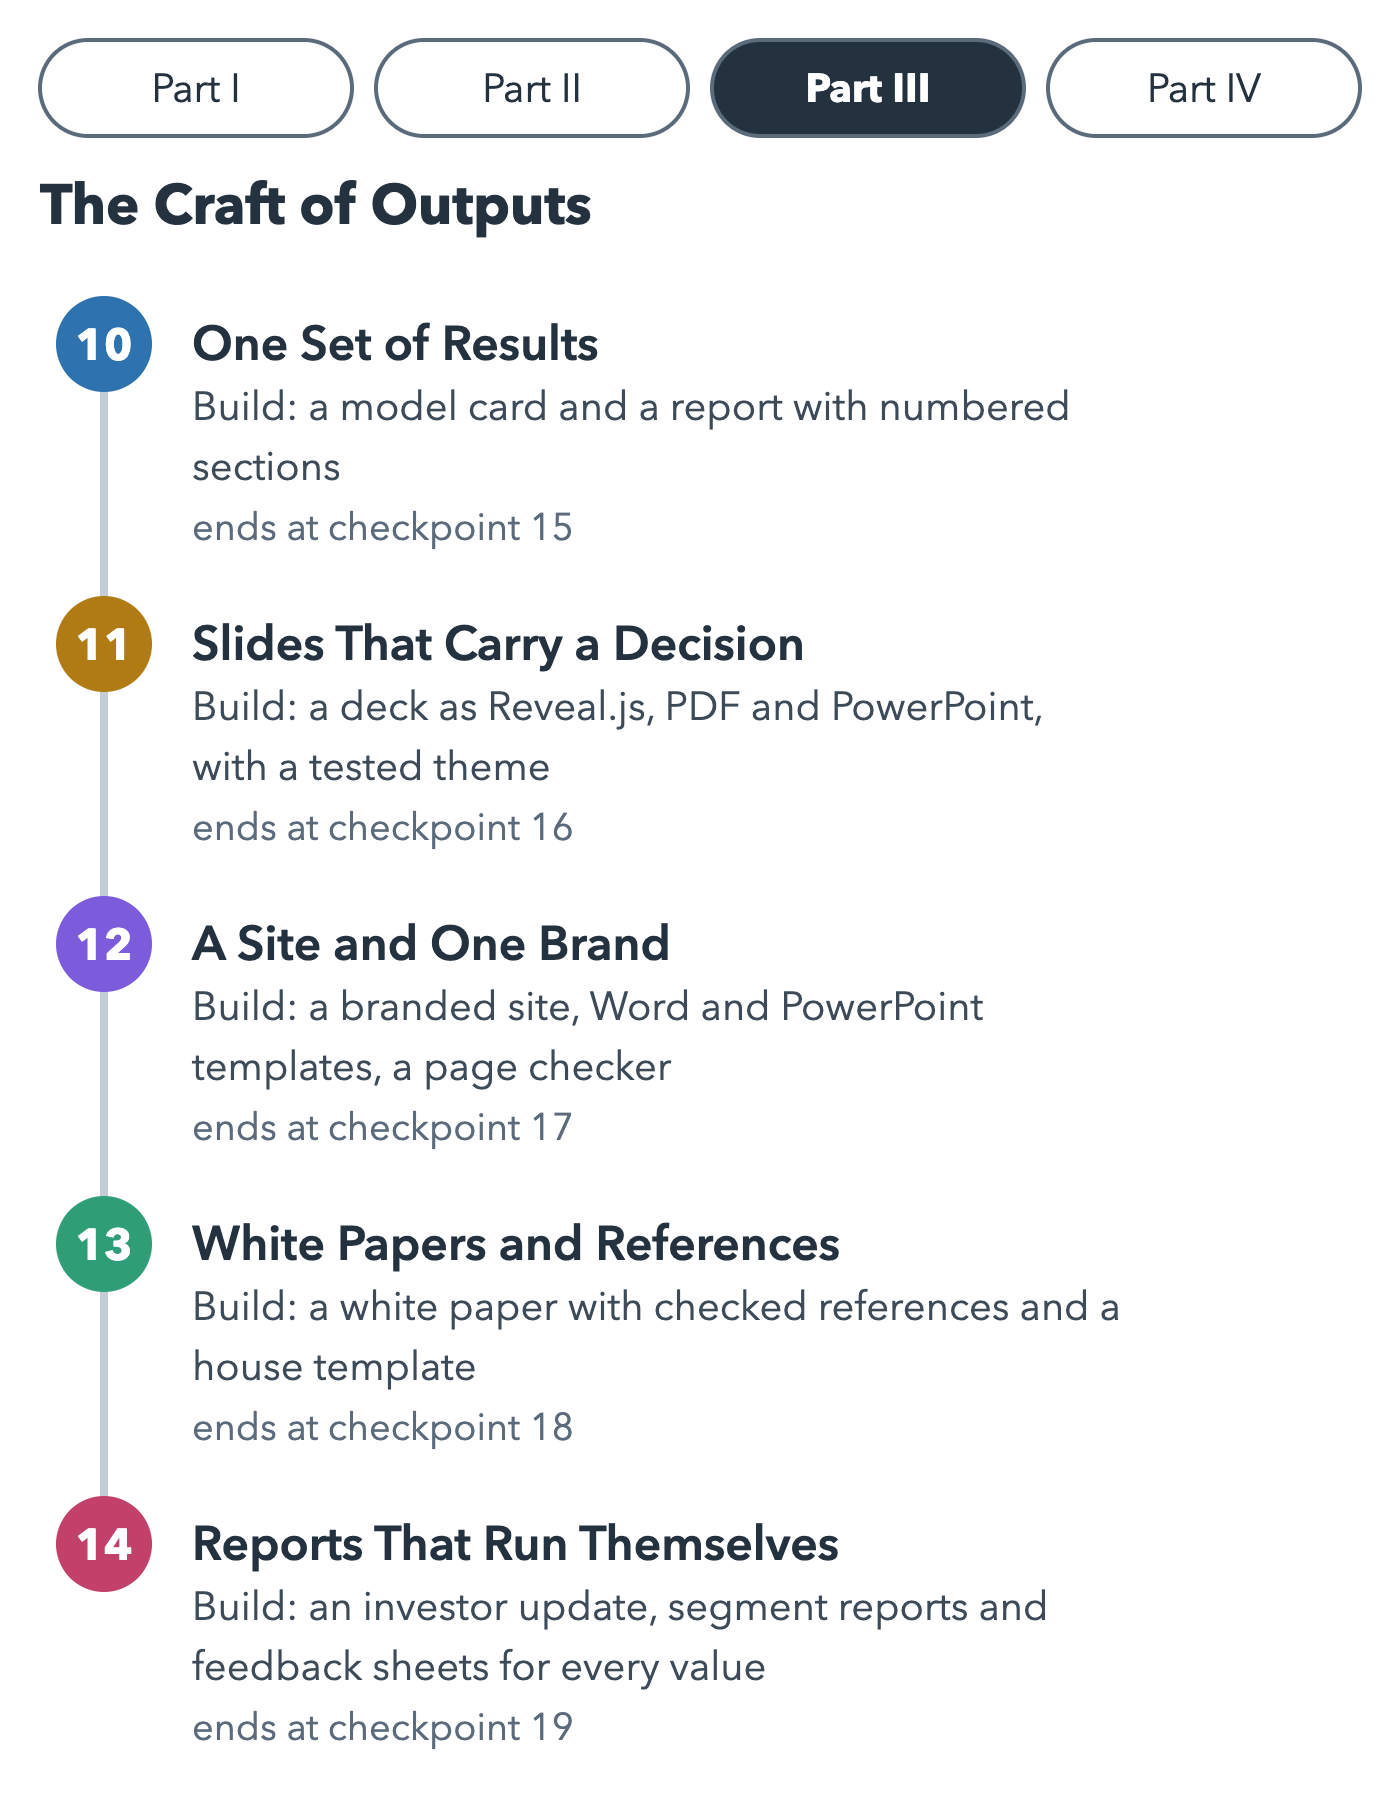 Part I
Part II
Part III
Part IV
The Craft of Outputs
10
One Set of Results
Build: a model card and a report with numbered
sections
ends at checkpoint 15
11
Slides That Carry a Decision
Build: a deck as Reveal.js, PDF and PowerPoint,
with a tested theme
ends at checkpoint 16
12
A Site and One Brand
Build: a branded site, Word and PowerPoint
templates, a page checker
ends at checkpoint 17
13
White Papers and References
Build: a white paper with checked references and a
house template
ends at checkpoint 18
14
Reports That Run Themselves
Build: an investor update, segment reports and
feedback sheets for every value
ends at checkpoint 19